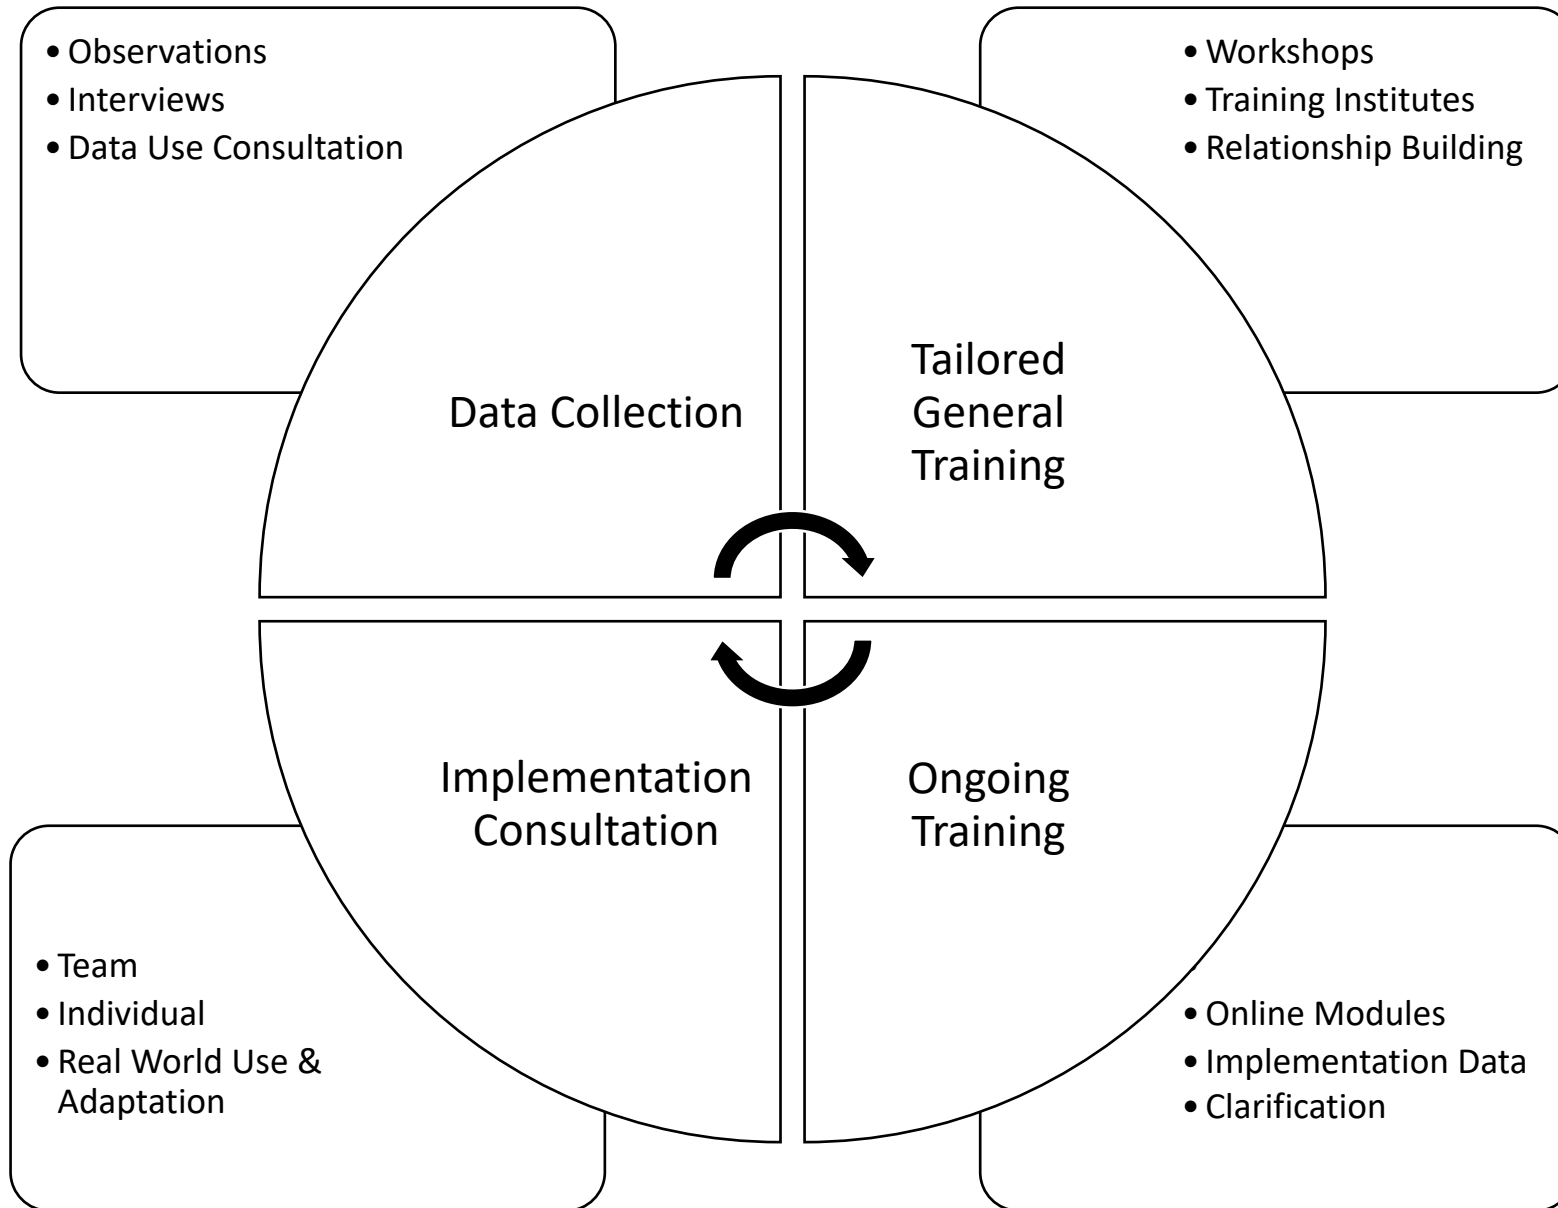 • Observations
• Interviews
• Data Use Consultation
• Workshops
• Training Institutes
• Relationship Building
Data Collection
Tailored
General
Training
Implementation
Consultation
Ongoing
Training
• Team
• Individual
• Real World Use &
Adaptation
• Online Modules
• Implementation Data
• Clarification